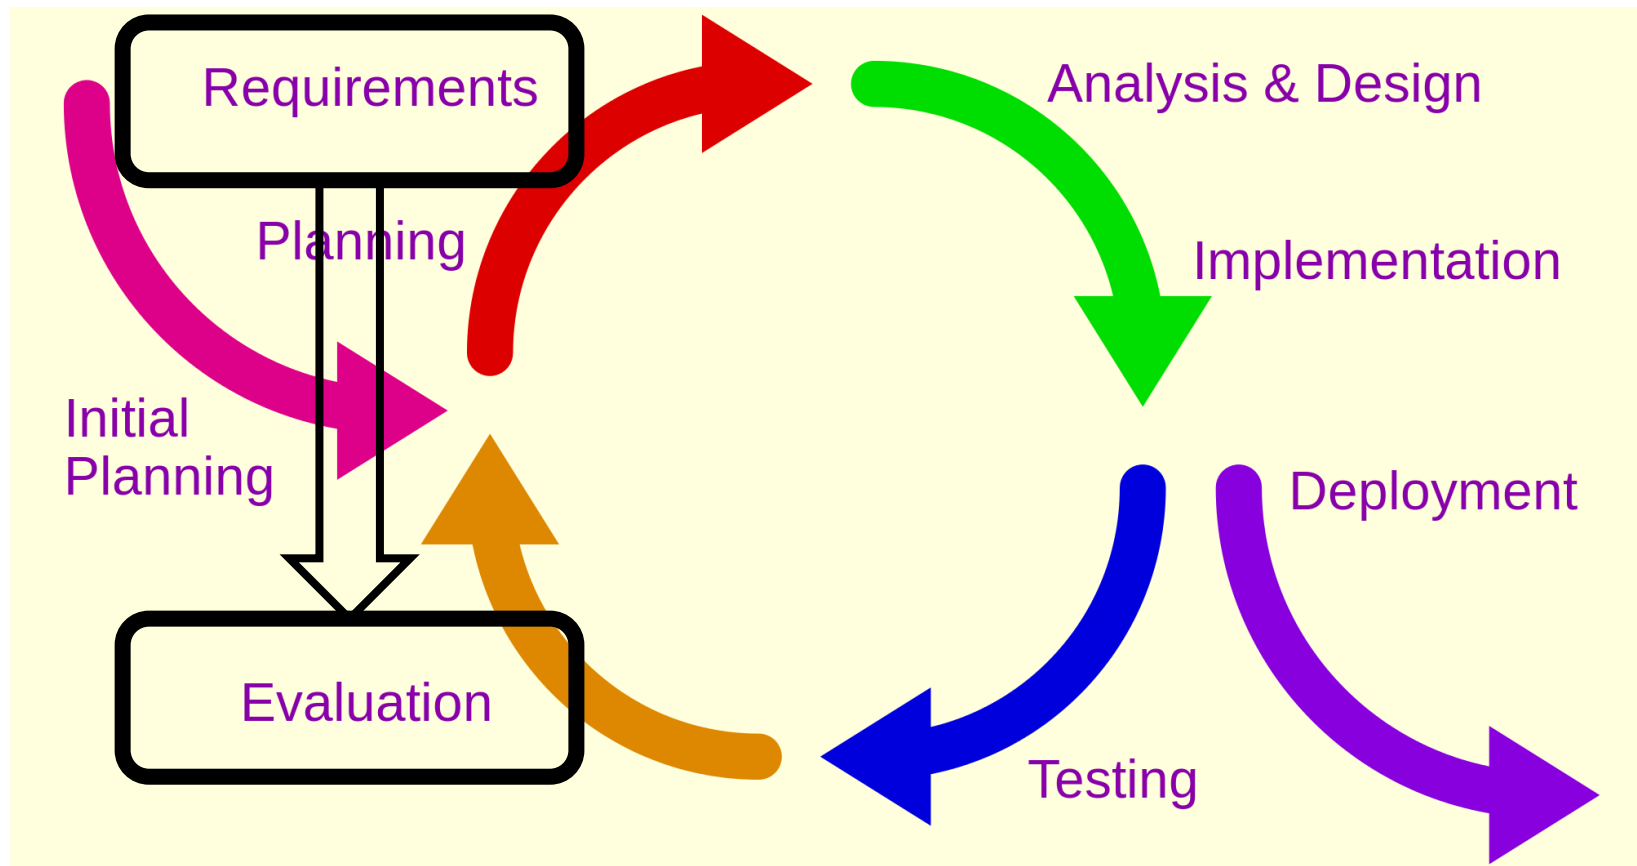 Requirements
Analysis & Design
Planning
Implementation
Initial
Planning
Deployment
Evaluation
Testing